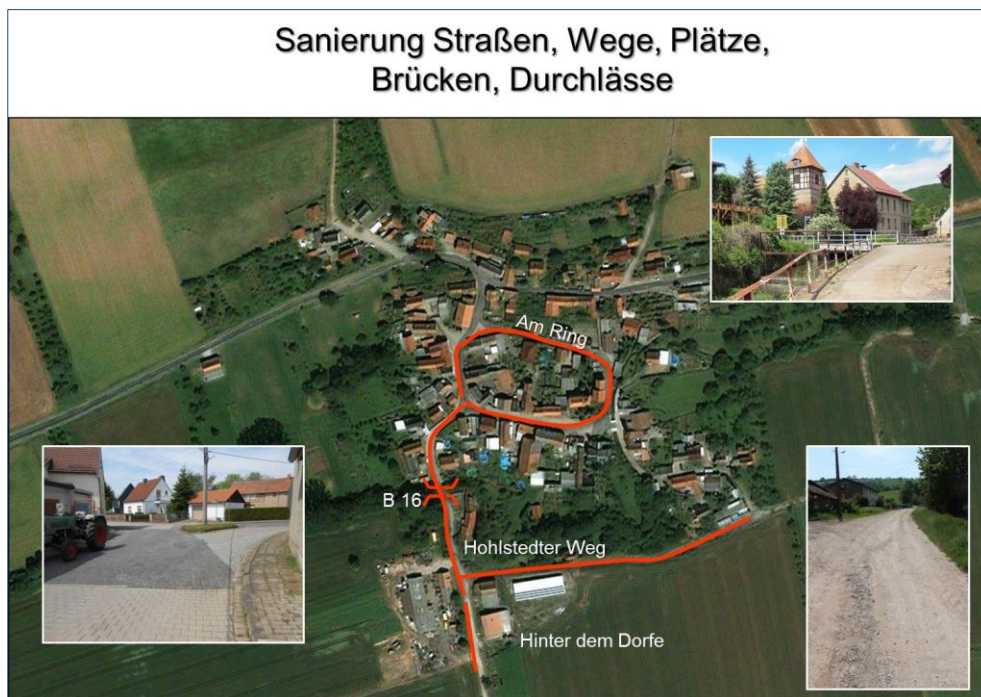 Sanierung Straßen, Wege, Plätze,
Brücken, Durchlässe
Am Ring
B 16
Hohlstedter Weg
Hinter dem Dorfe